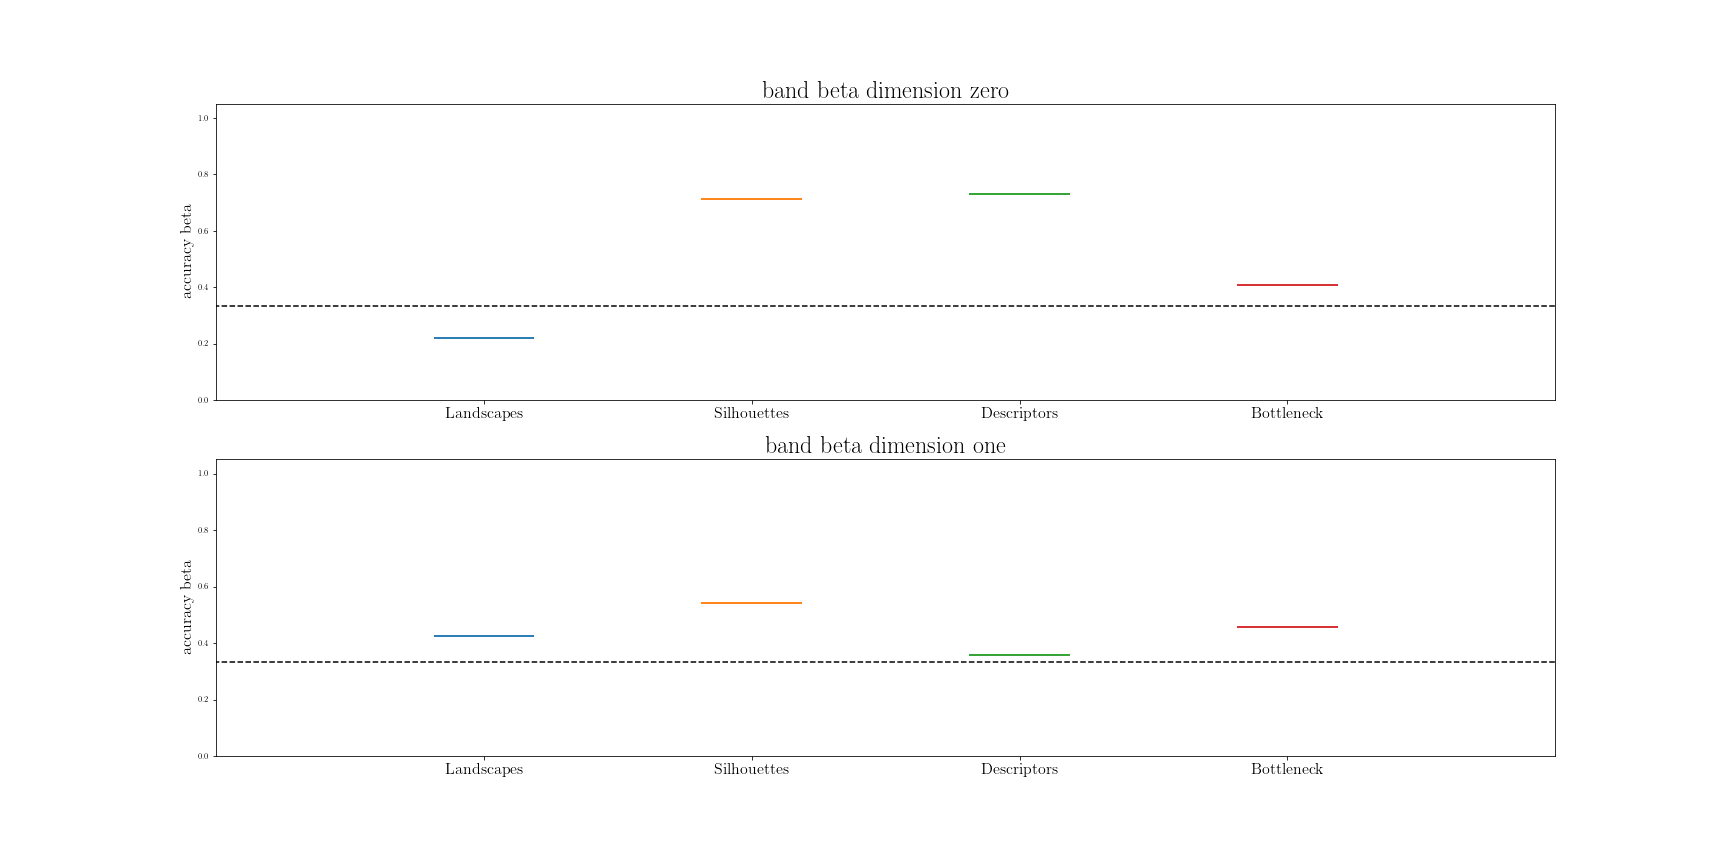 band beta dimension zero
accuracy beta
1.0
0.8
0.6
0.4
0.2
0.0
Landscapes Silhouettes Descriptors Bottleneck
band beta dimension one
accuracy beta
1.0
0.8
0.6
0.4
0.2
0.0
Landscapes Silhouettes Descriptors Bottleneck